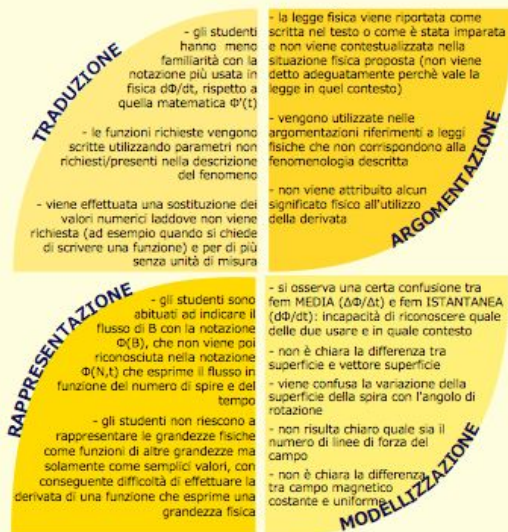 TRADUZIONE
- gli studenti
hanno meno
familiarità con la
notazione più usata in
fisica dΦ/dt, rispetto a
quella matematica Φ'(t)
- le funzioni richieste vengono
scritte utilizzando parametri non
richiesti/presenti nella descrizione
del fenomeno
- viene effettuata una sostituzione dei
valori numerici laddove non viene
richiesta (ad esempio quando si chiede
di scrivere una funzione) e per di più
senza unità di misura
- la legge fisica viene riportata come
scritta nel testo o come è stata imparata
e non viene contestualizzata nella
situazione fisica proposta (non viene
detto adeguatamente perchè vale la
legge in quel contesto)
- vengono utilizzate nelle
argomentazioni riferimenti a leggi
fisiche che non corrispondono alla
fenomenologia descritta
- non viene attribuito alcun
significato fisico all'utilizzo
della derivata
ARGOMENTAZIONE
RAPPRESENTAZIONE
- gli studenti sono
abituati ad indicare il
flusso di B con la notazione
Φ(B), che non viene poi
riconosciuta nella notazione
Φ(N,t) che esprime il flusso in
funzione del numero di spire e del
tempo
- gli studenti non riescono a
rappresentare le grandezze fisiche
come funzioni di altre grandezze ma
solamente come semplici valori, con
conseguente difficoltà di effettuare la
derivata di una funzione che esprime una
grandezza fisica
- si osserva una certa confusione tra
fem MEDIA (ΔΦ/Δt) e fem ISTANTANEA
(dΦ/dt): incapacità di riconoscere quale
delle due usare e in quale contesto
- non è chiara la differenza tra
superficie e vettore superficie
- viene confusa la variazione della
superficie della spira con l'angolo di
rotazione
- non risulta chiaro quale sia il
numero di linee di forza del
campo
- non è chiara la differenza
tra campo magnetico
costante e uniforme
MODELLIZZAZIONE